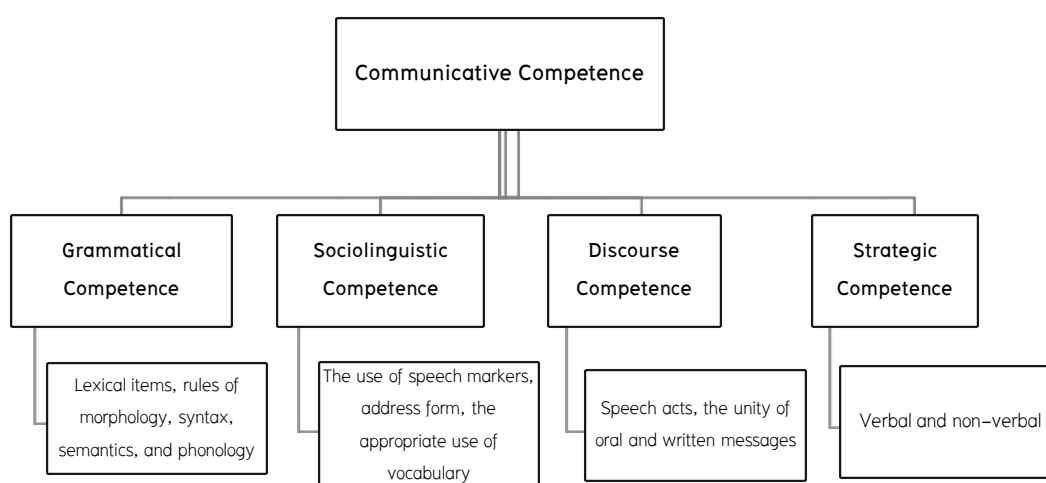 Communicative Competence
Grammatical
Competence
Sociolinguistic
Competence
Discourse
Competence
Strategic
Competence
Lexical items, rules of
morphology, syntax,
semantics, and phonology
The use of speech markers,
address form, the
appropriate use of
vocabulary
Speech acts, the unity of
oral and written messages
Verbal and non-verbal